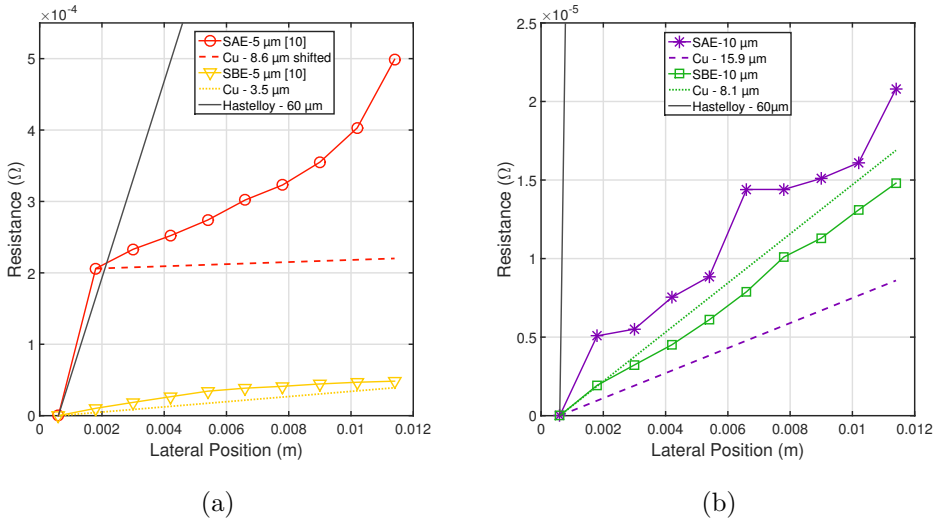 ×10⁻⁴
5
4
3
2
1
0
Resistance (Ω)
SAE-5 µm [10]
Cu - 8.6 µm shifted
SBE-5 µm [10]
Cu - 3.5 µm
Hastelloy - 60 µm
0 0.002 0.004 0.006 0.008 0.01 0.012
Lateral Position (m)
(a)
×10⁻⁵
2.5
2
1.5
1
0.5
0
Resistance (Ω)
SAE-10 µm
Cu - 15.9 µm
SBE-10 µm
Cu - 8.1 µm
Hastelloy - 60µm
0 0.002 0.004 0.006 0.008 0.01 0.012
Lateral Position (m)
(b)